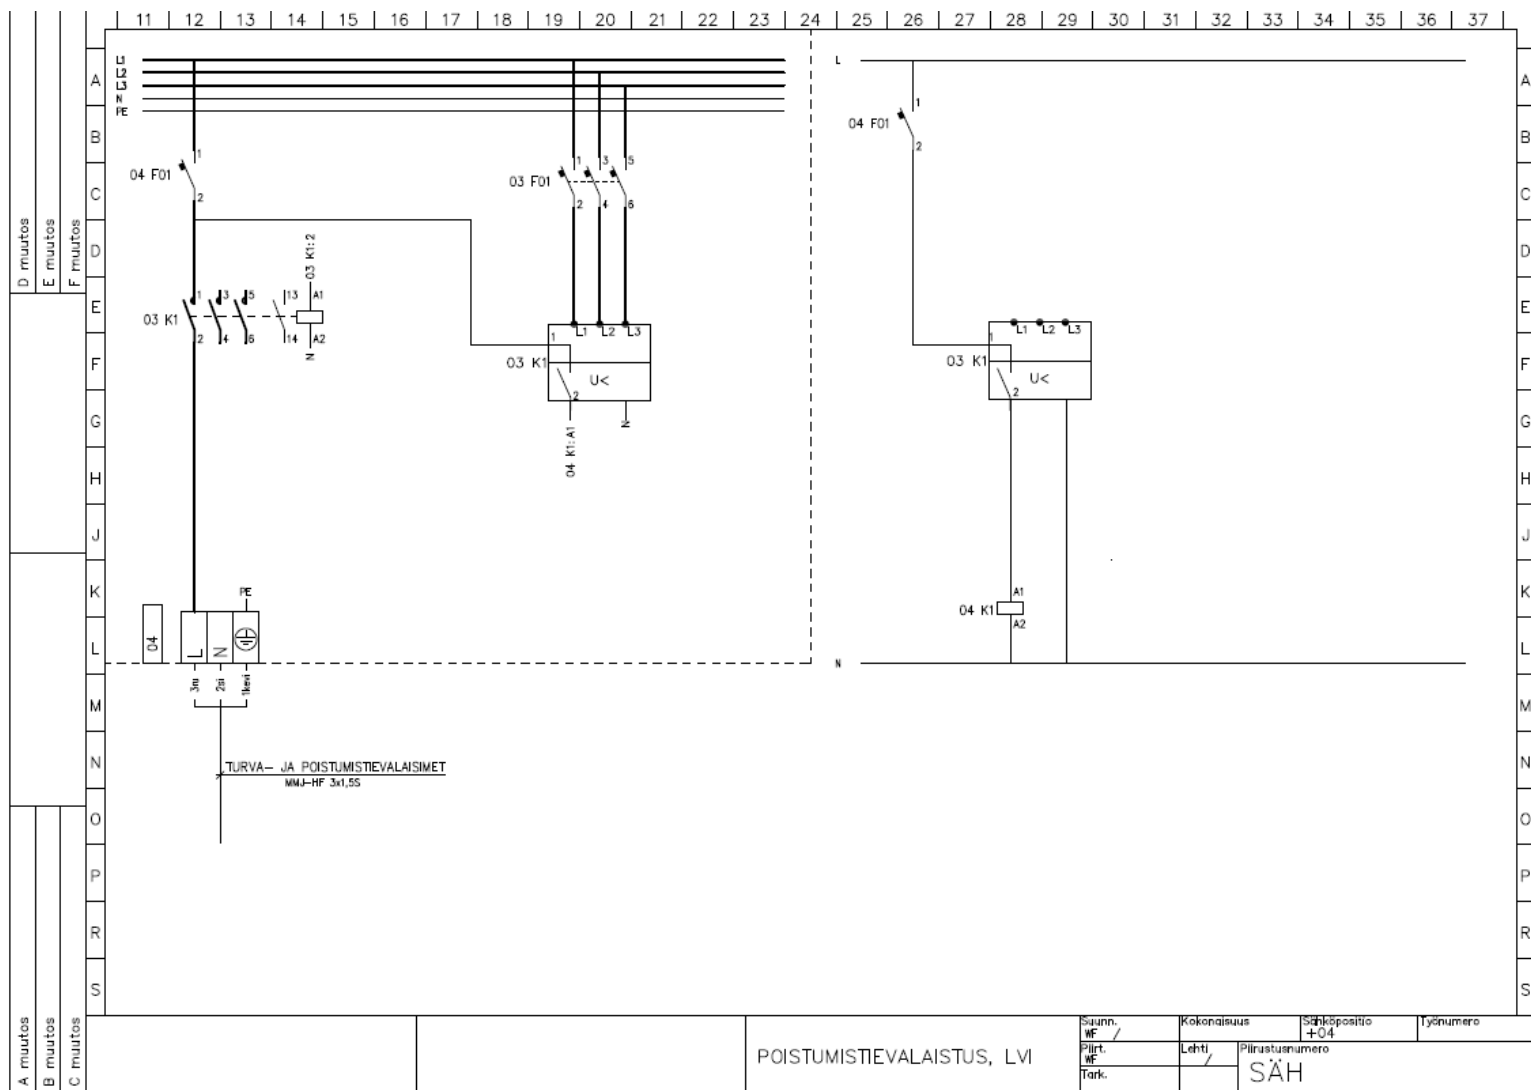 11 12 13 14 15 16 17 18 19 20 21 22 23 24 25 26 27 28 29 30 31 32 33 34 35 36 37
D muutos
E muutos
F muutos
A muutos
B muutos
C muutos
A
B
C
D
E
F
G
H
J
K
L
M
N
O
P
R
S
L1
L2
L3
N
PE
04 F01
1
2
03 K1
1 3 5 13 A1
2 4 6 14 A2
03 K1:2
N
03 F01
1 3 5
2 4 6
03 K1
1 L1 L2 L3
U<
2
04 K1:A1
N
04
L N
PE
3ru 2si 1kevi
TURVA- JA POISTUMISTIEVALAISIMET
MMJ-HF 3x1,5S
L
04 F01
1
2
03 K1
1 L1 L2 L3
U<
2
04 K1
A1
A2
N
A
B
C
D
E
F
G
H
J
K
L
M
N
O
P
R
S
POISTUMISTIEVALAISTUS, LVI
Suunn.
WF /
Kokonaisuus
Sähköpositio
+04
Työnumero
Piirt.
WF
Lehti
/
Piirustusnumero
SÄH
Tark.